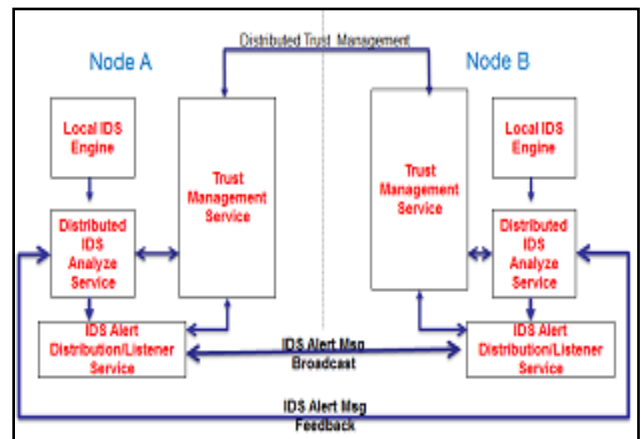 Distributed Trust Management
Node A
Node B
Local IDS
Engine
Trust
Management
Service
Distributed
IDS
Analyze
Service
IDS Alert
Distribution/Listener
Service
Trust
Management
Service
Local IDS
Engine
Distributed
IDS
Analyze
Service
IDS Alert
Distribution/Listener
Service
IDS Alert Msg
Broadcast
IDS Alert Msg
Feedback